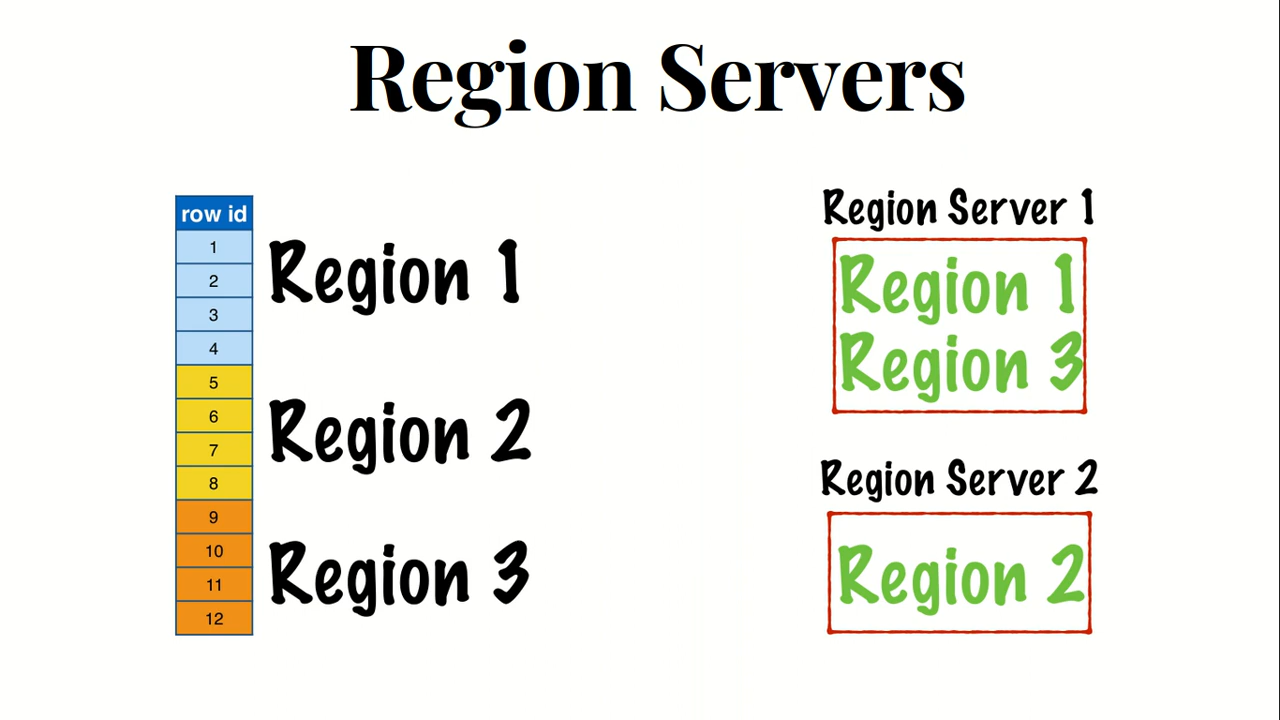 Region Servers
row id
1
2
3
4
5
6
7
8
9
10
11
12
Region 1
Region 2
Region 3
Region Server 1
Region 1
Region 3
Region Server 2
Region 2